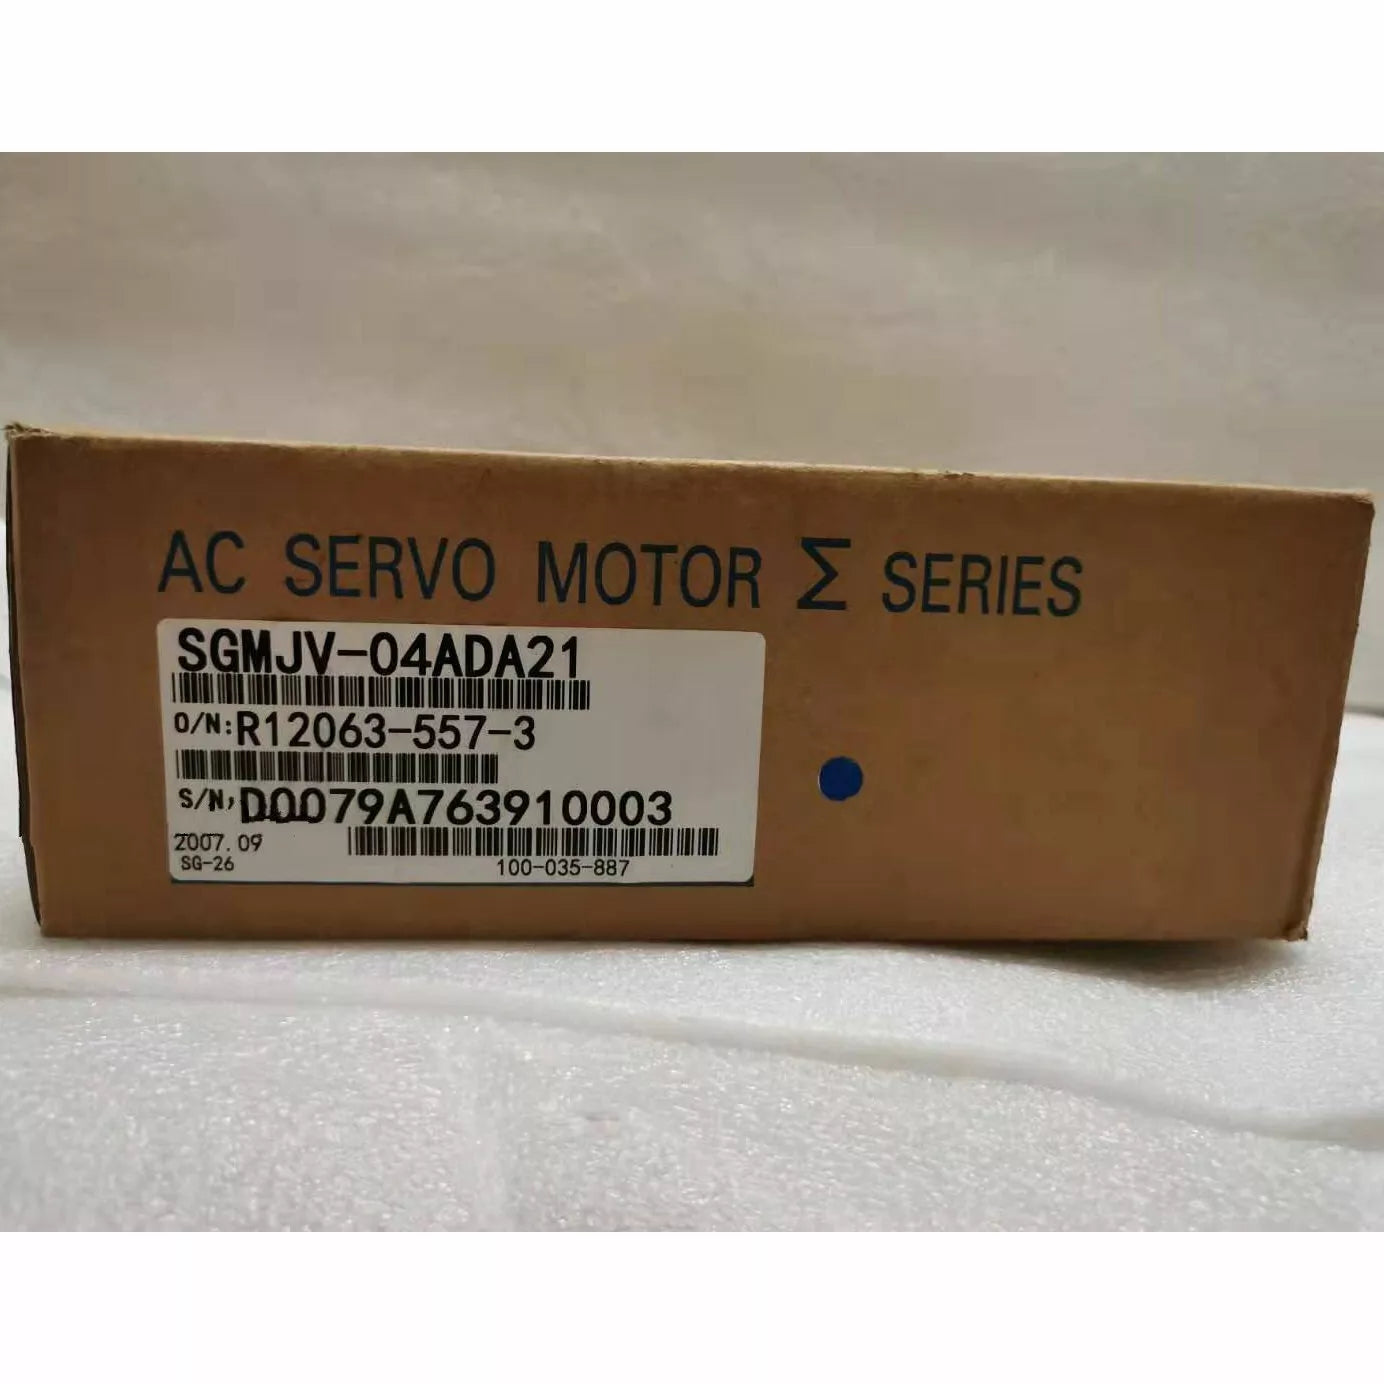 AC SERVO MOTOR Σ SERIES
SGMJV-04ADA21
O/N:R12063-557-3
S/N,D0079A763910003
2007.09
SG-26 100-035-887